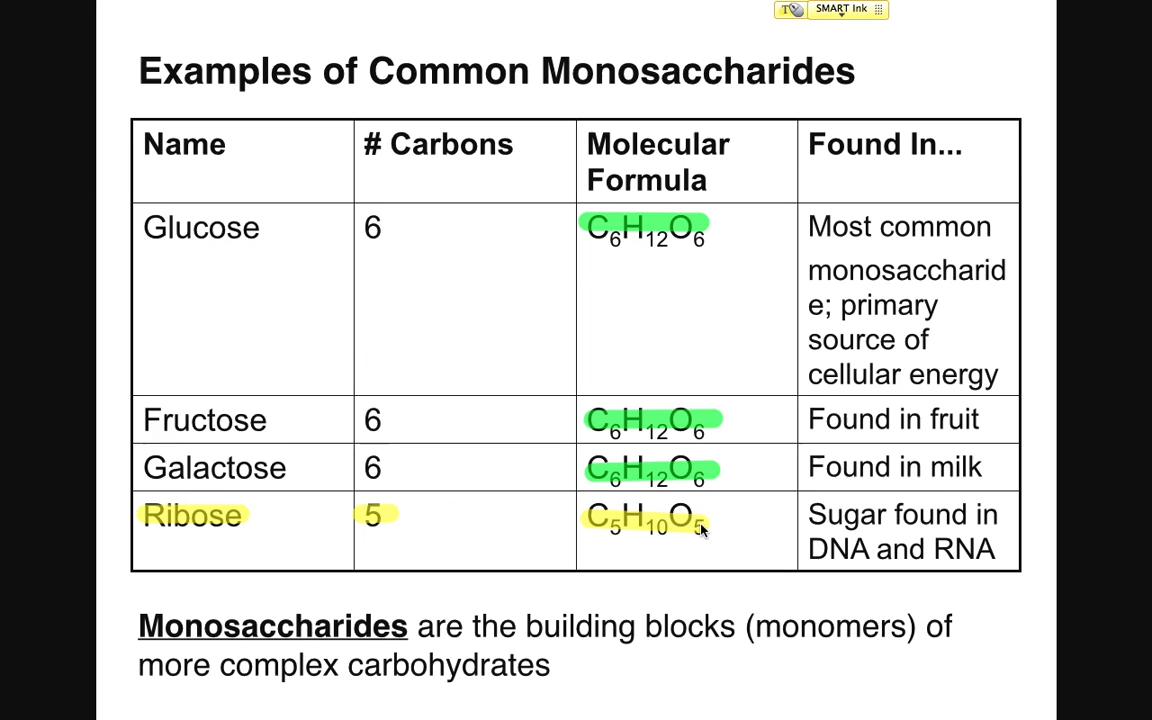 SMART Ink
Examples of Common Monosaccharides
Name # Carbons Molecular Formula Found In...
Glucose 6 C₆H₁₂O₆ Most common
monosaccharid
e; primary
source of
cellular energy
Fructose 6 C₆H₁₂O₆ Found in fruit
Galactose 6 C₆H₁₂O₆ Found in milk
Ribose 5 C₅H₁₀O₅ Sugar found in
DNA and RNA
Monosaccharides are the building blocks (monomers) of
more complex carbohydrates